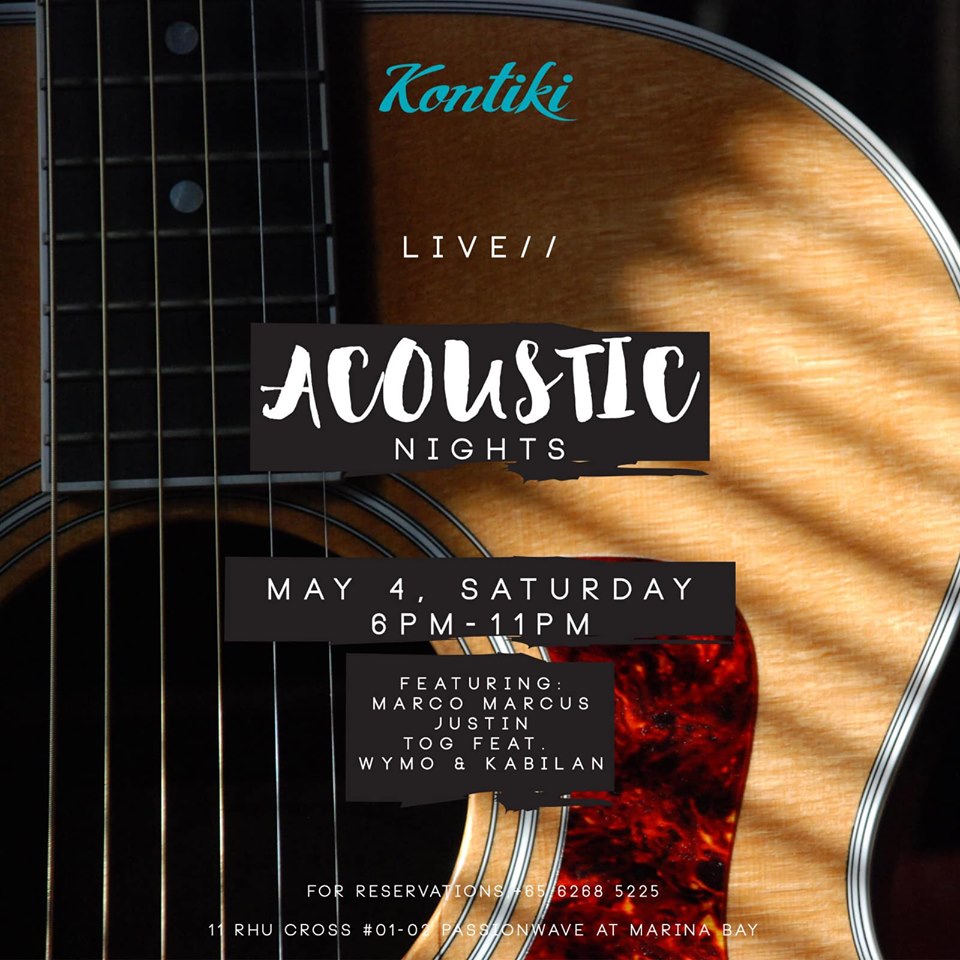 Kontiki
LIVE//
ACOUSTIC
NIGHTS
MAY 4, SATURDAY
6PM-11PM
FEATURING:
MARCO MARCUS
JUSTIN
TOG FEAT.
WYMO & KABILAN
FOR RESERVATIONS +65 6268 5225
11 RHU CROSS #01-02 PASSIONWAVE AT MARINA BAY